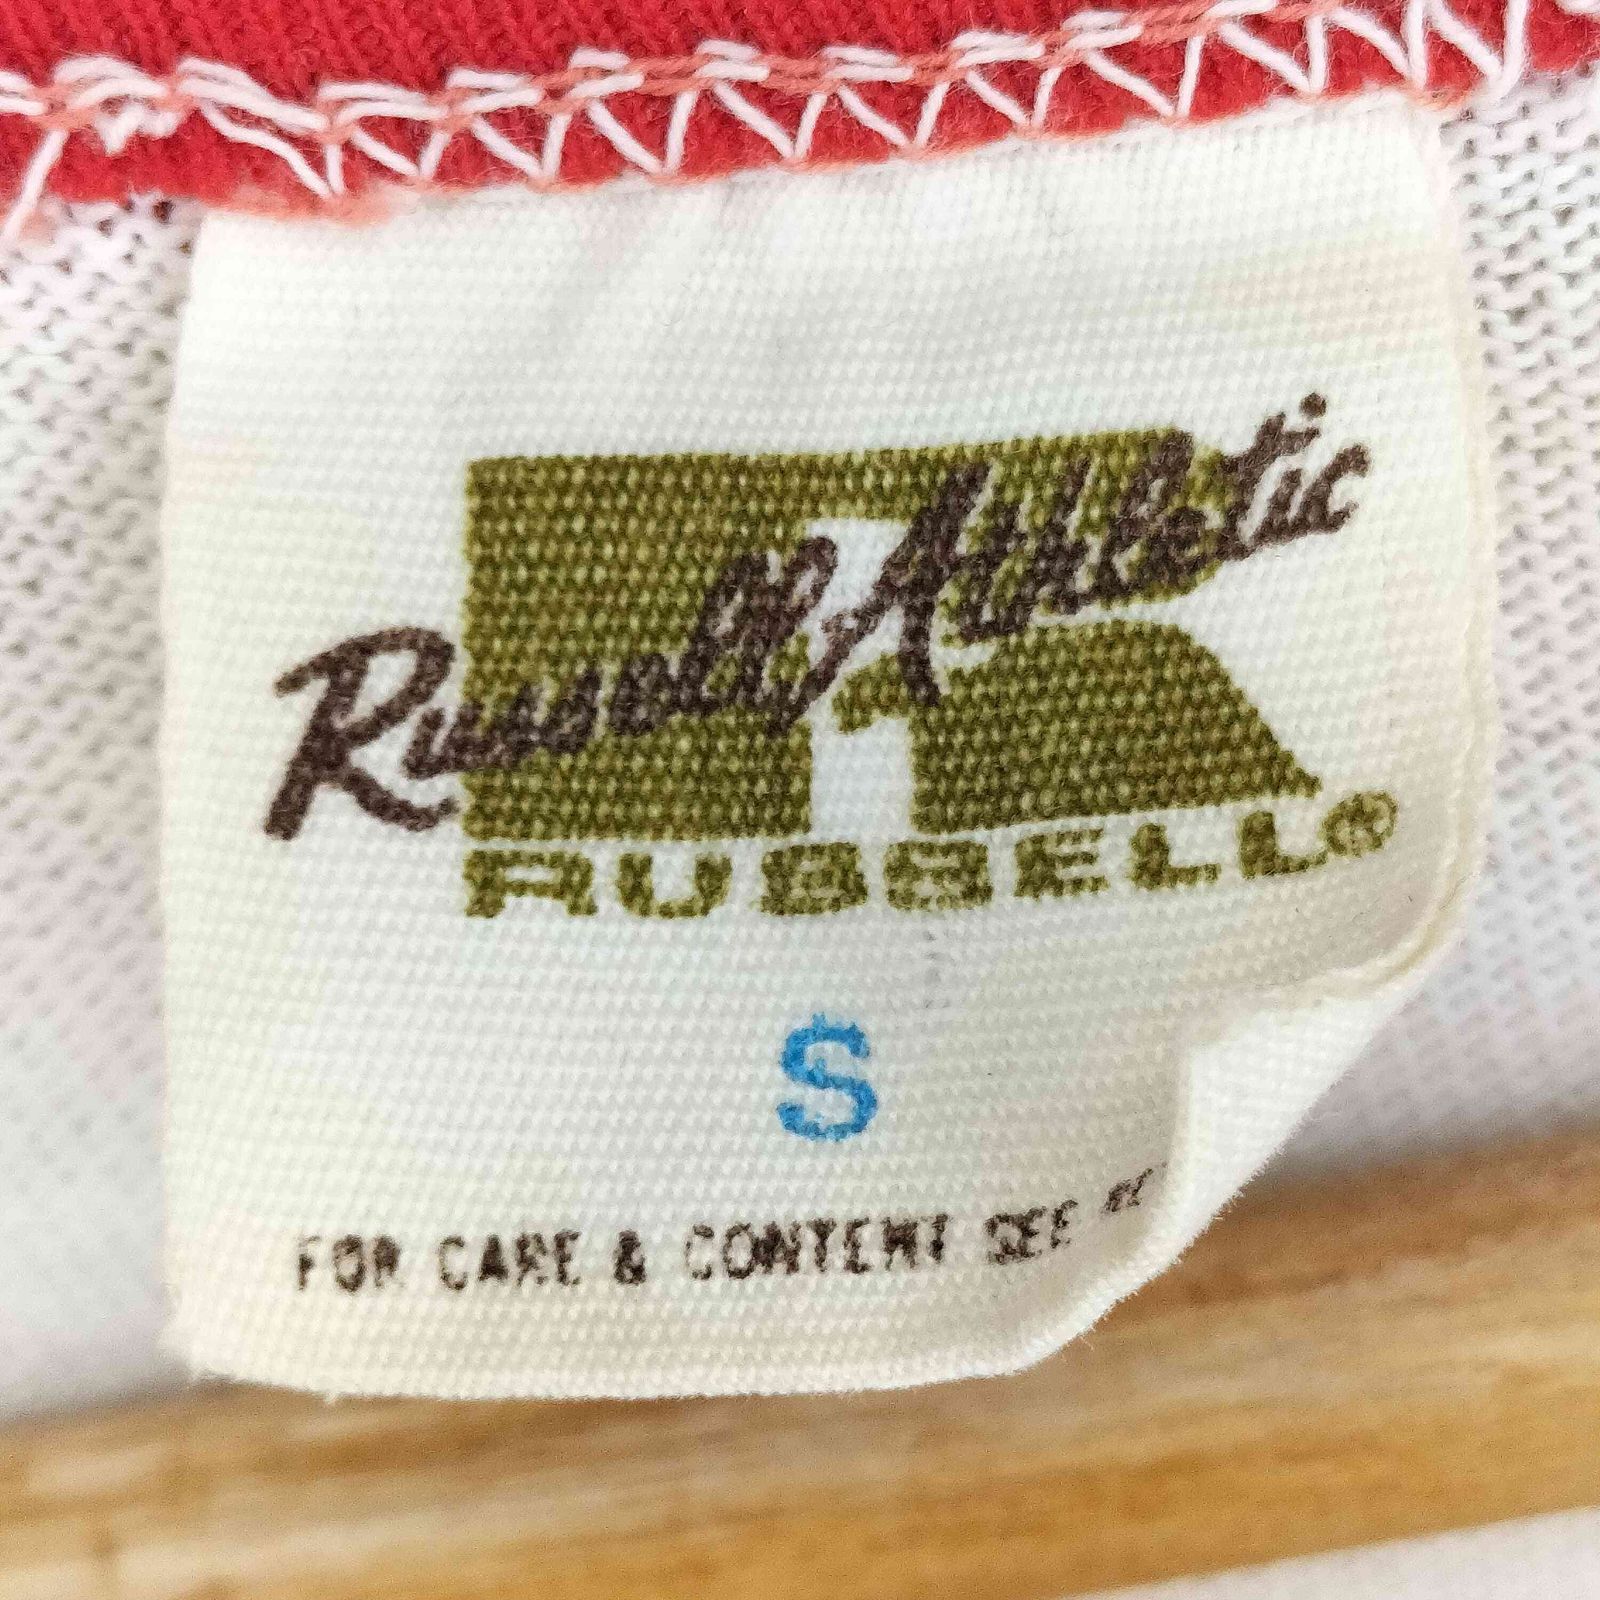 Russell Athletic
RUSSELL®
S
FOR CARE & CONTENT SEE